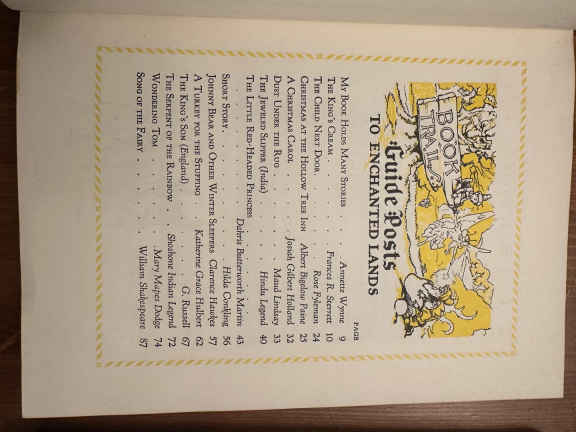 BOOK
TRAILS
Guide Posts
TO ENCHANTED LANDS
PAGE
MY BOOK HOLDS MANY STORIES . . . . Annette Wynne 9
THE KING'S CREAM . . . . Frances R. Sterrett 10
THE CHILD NEXT DOOR . . . . Rose Fyleman 24
CHRISTMAS AT THE HOLLOW TREE INN . Albert Bigelow Paine 25
A CHRISTMAS CAROL . . . . Josiah Gilbert Holland 32
DUST UNDER THE RUG . . . . Maud Lindsay 33
THE JEWELED SLIPPER (India) . . . . Hindu Legend 40
THE LITTLE RED-HEADED PRINCESS
. . . . Dahris Butterworth Martin 43
SHORT STORY . . . . Hilda Conkling 56
JOHNNY BEAR AND OTHER WINTER SLEEPERS Clarence Hawkes 57
A TURKEY FOR THE STUFFING . Katherine Grace Hulbert 62
THE KING'S SON (England) . . . . G. Russell 67
THE SERPENT OF THE RAINBOW . . Shoshone Indian Legend 72
WONDERING TOM . . . . Mary Mapes Dodge 74
SONG OF THE FAIRY . . . . William Shakespeare 87